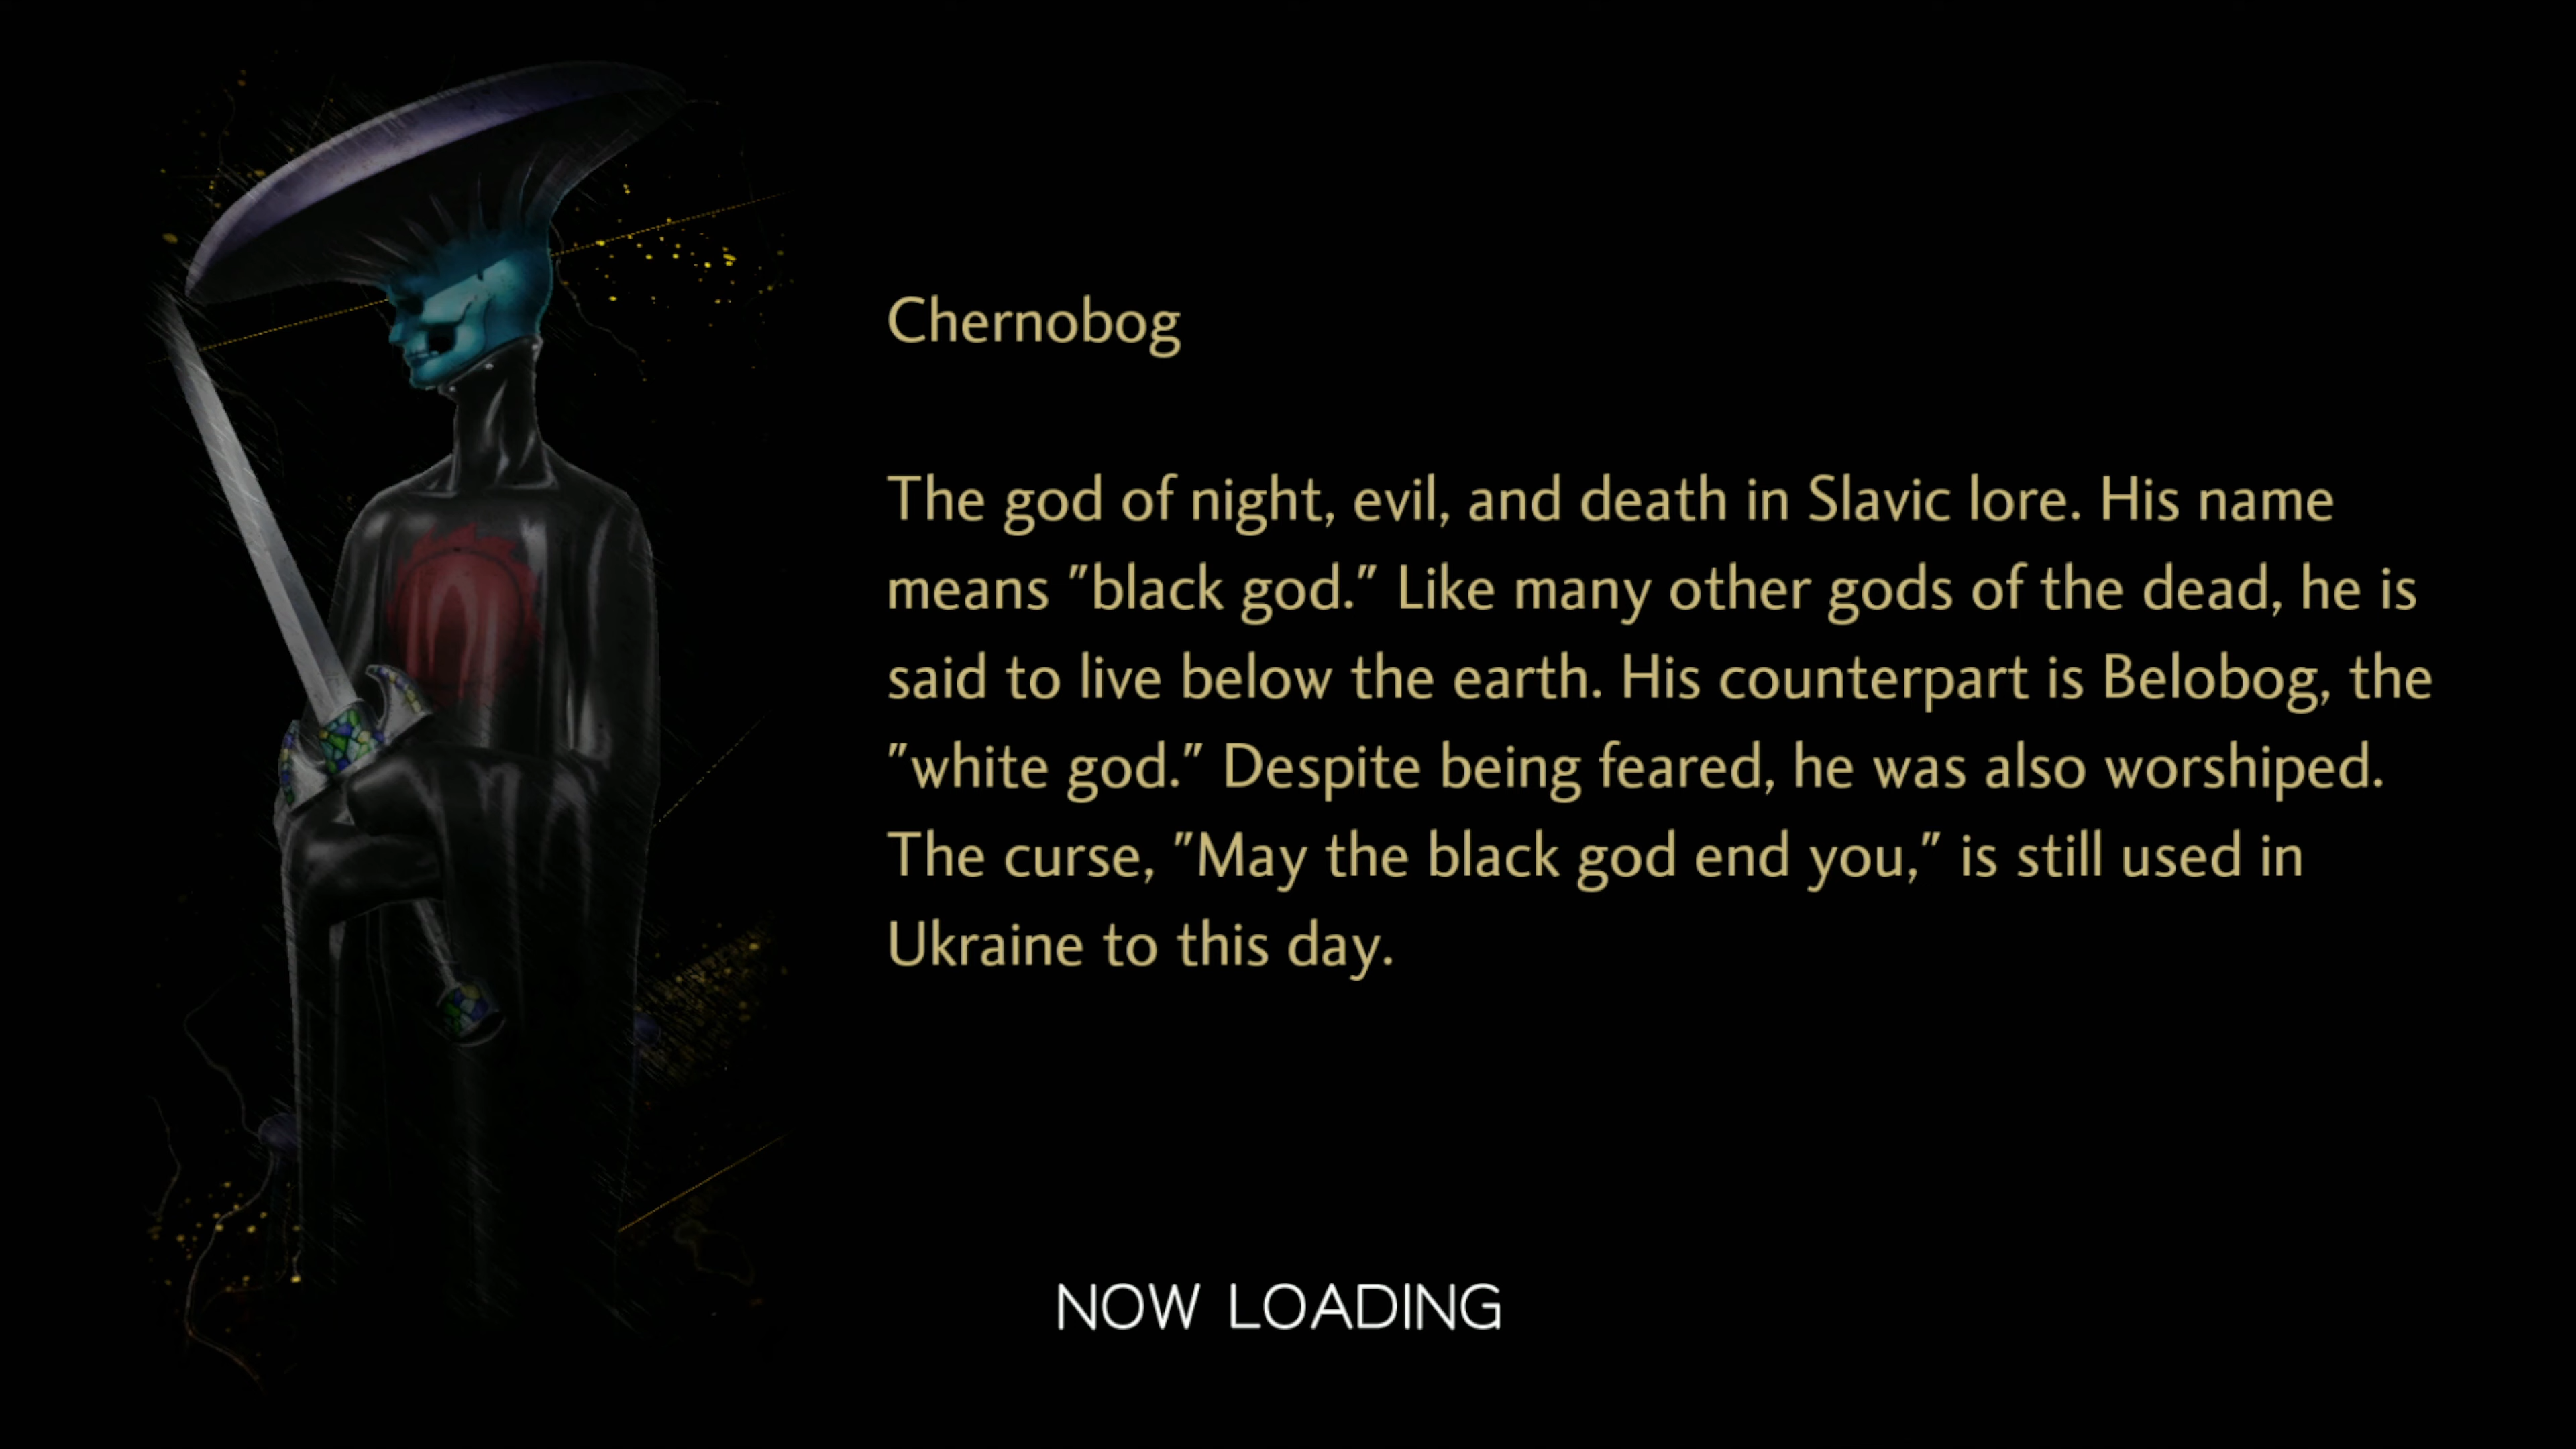 Chernobog
The god of night, evil, and death in Slavic lore. His name
means "black god." Like many other gods of the dead, he is
said to live below the earth. His counterpart is Belobog, the
"white god." Despite being feared, he was also worshiped.
The curse, "May the black god end you," is still used in
Ukraine to this day.
NOW LOADING